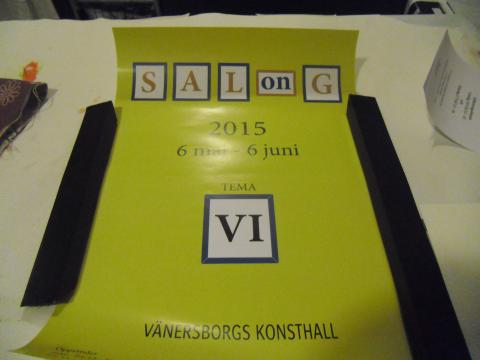 SALonG
2015
6 maj - 6 juni
TEMA
VI
VÄNERSBORGS KONSTHALL